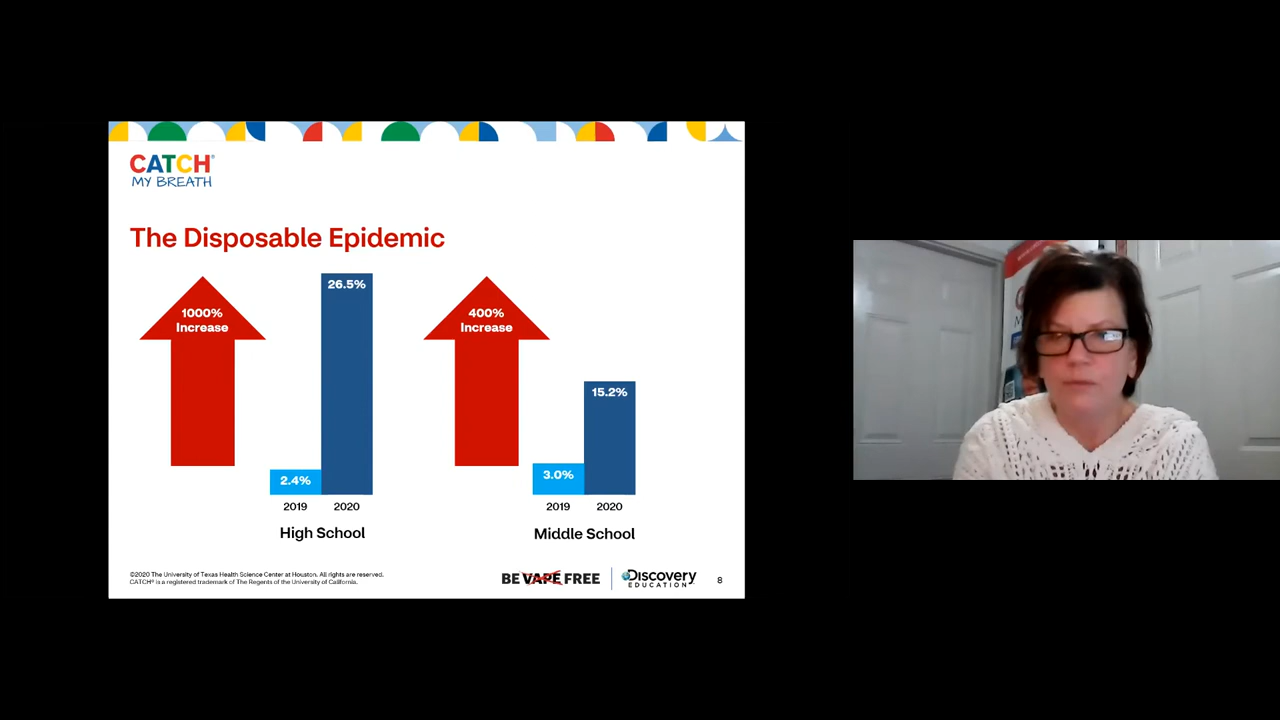 CATCH®
MY BREATH
The Disposable Epidemic
1000%
Increase
26.5%
2.4%
2019 2020
High School
400%
Increase
15.2%
3.0%
2019 2020
Middle School
©2020 The University of Texas Health Science Center at Houston. All rights are reserved.
CATCH® is a registered trademark of The Regents of the University of California.
BE VAPE FREE
Discovery
EDUCATION
8